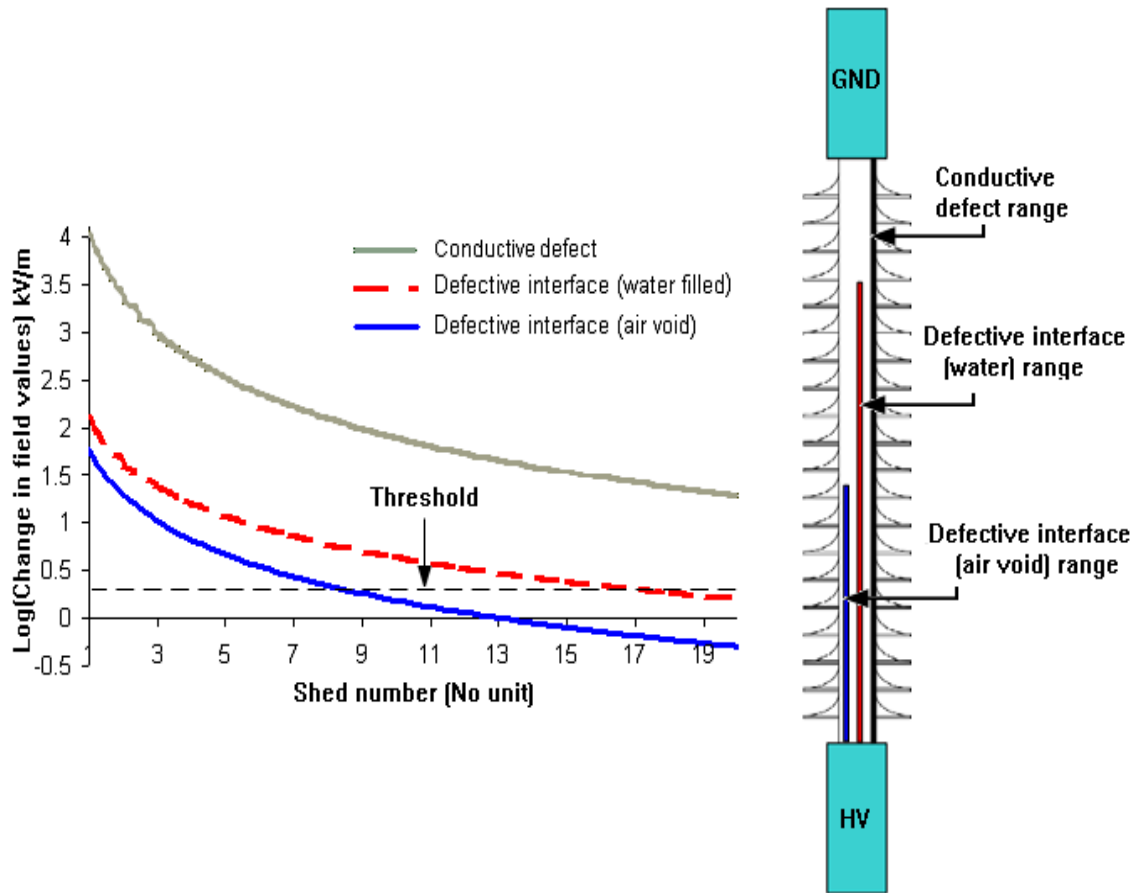 Log(Change in field values) kV/m
4
3.5
3
2.5
2
1.5
1
0.5
0
-0.5
1 3 5 7 9 11 13 15 17 19
Shed number (No unit)
Conductive defect
Defective interface (water filled)
Defective interface (air void)
Threshold
GND
Conductive
defect range
Defective interface
(water) range
Defective interface
(air void) range
HV